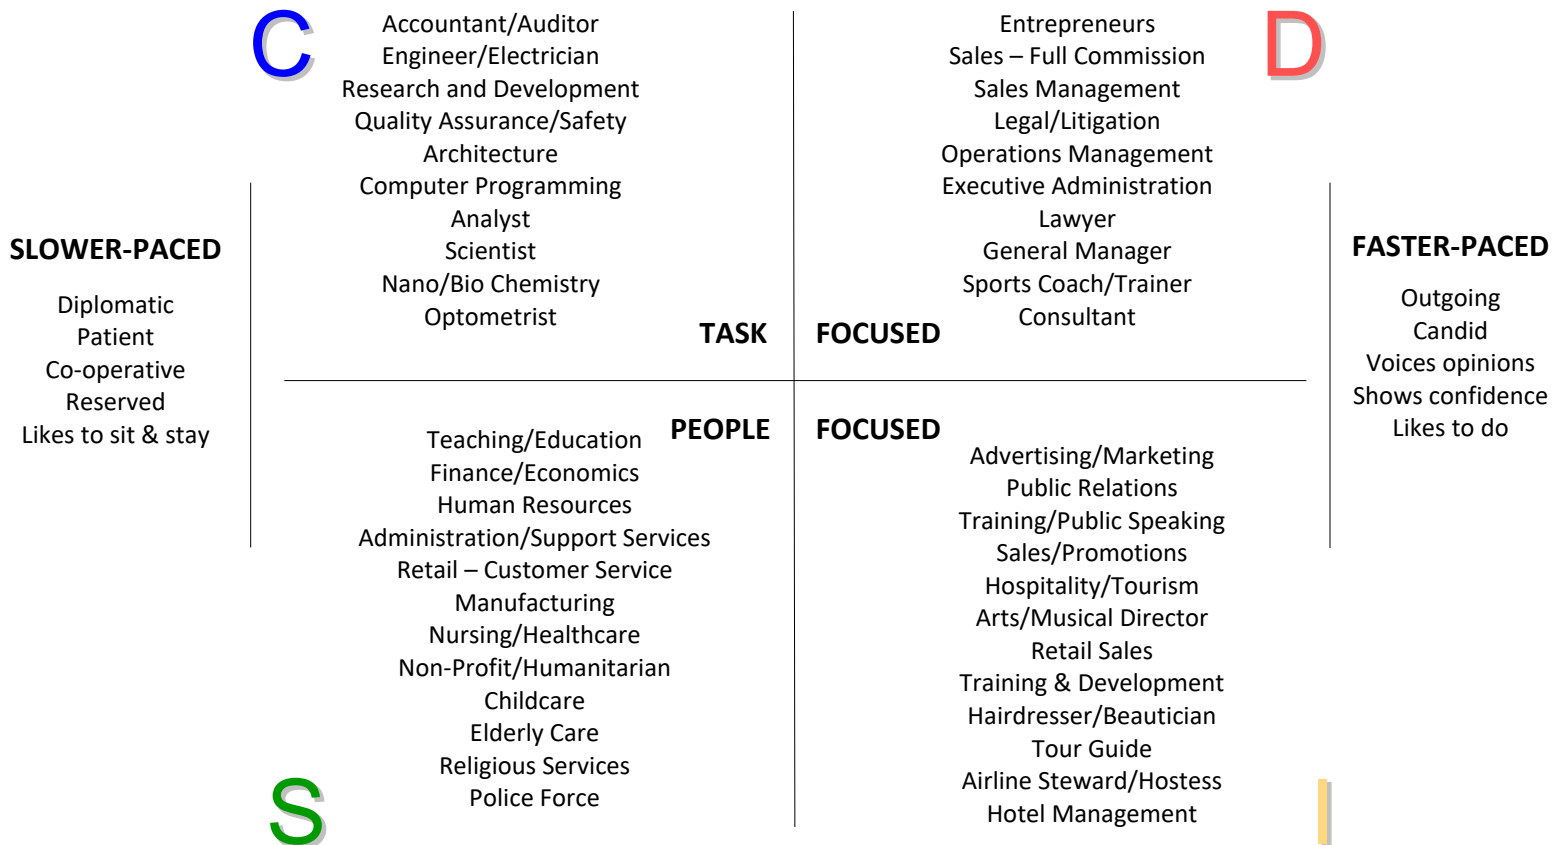 C
Accountant/Auditor
Engineer/Electrician
Research and Development
Quality Assurance/Safety
Architecture
Computer Programming
Analyst
Scientist
Nano/Bio Chemistry
Optometrist
D
Entrepreneurs
Sales – Full Commission
Sales Management
Legal/Litigation
Operations Management
Executive Administration
Lawyer
General Manager
Sports Coach/Trainer
Consultant
SLOWER-PACED
Diplomatic
Patient
Co-operative
Reserved
Likes to sit & stay
FASTER-PACED
Outgoing
Candid
Voices opinions
Shows confidence
Likes to do
TASK FOCUSED
PEOPLE FOCUSED
Teaching/Education
Finance/Economics
Human Resources
Administration/Support Services
Retail – Customer Service
Manufacturing
Nursing/Healthcare
Non-Profit/Humanitarian
Childcare
Elderly Care
Religious Services
Police Force
S
Advertising/Marketing
Public Relations
Training/Public Speaking
Sales/Promotions
Hospitality/Tourism
Arts/Musical Director
Retail Sales
Training & Development
Hairdresser/Beautician
Tour Guide
Airline Steward/Hostess
Hotel Management
I